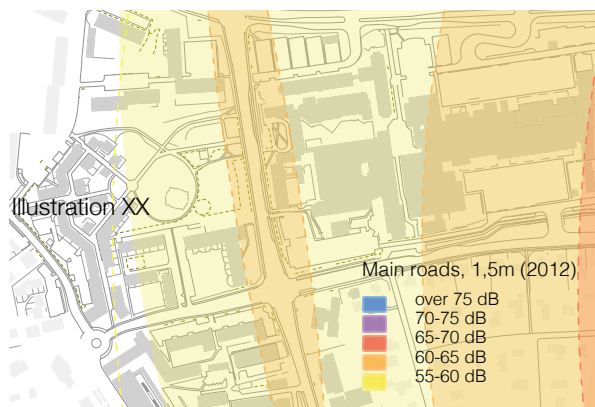 Illustration XX
Main roads, 1,5m (2012)
over 75 dB
70-75 dB
65-70 dB
60-65 dB
55-60 dB